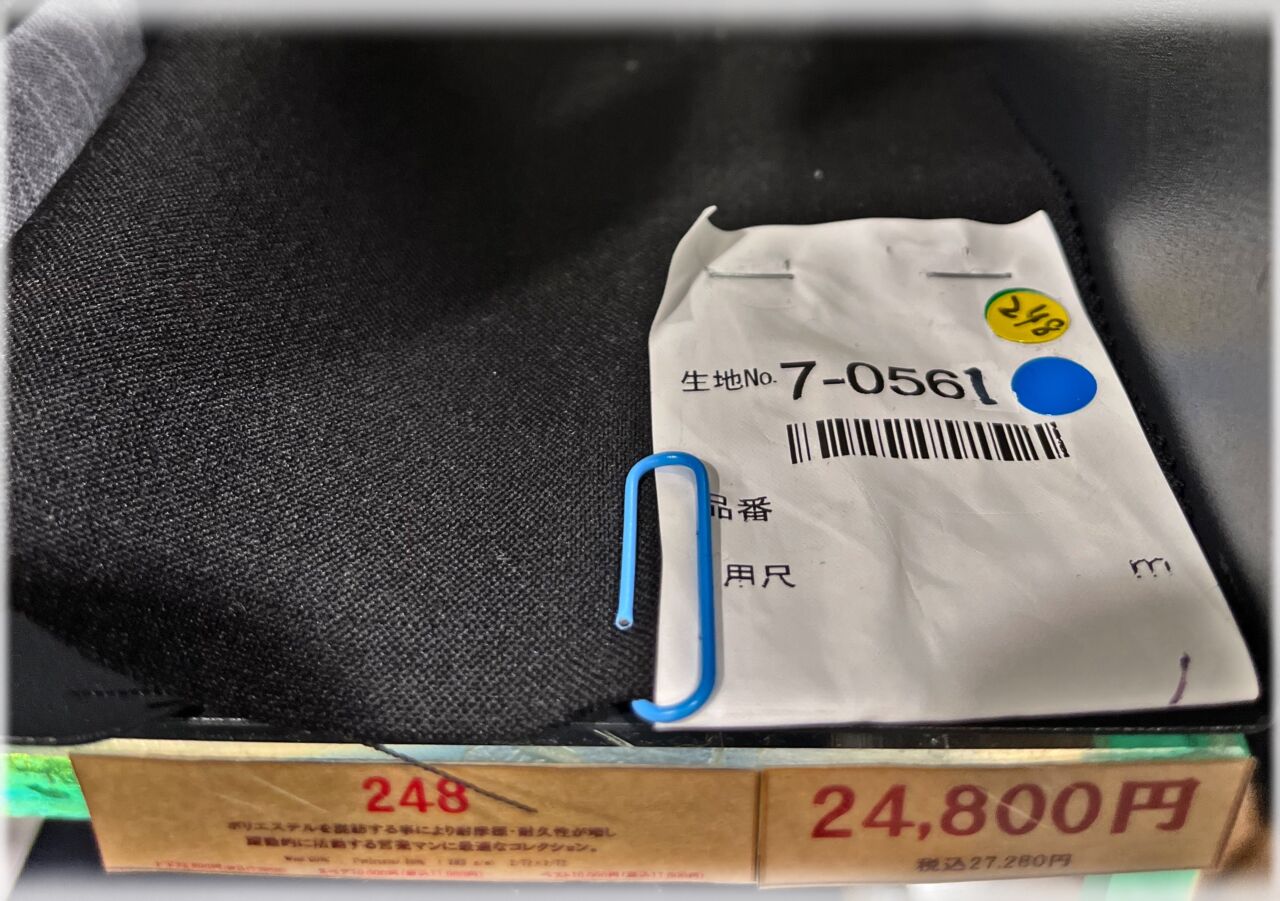 248
生地No. 7-0561
品番
用尺 m
248
ポリエステルを混紡する事により耐摩擦・耐久性が増し
躍動的に活動する営業マンに最適なコレクション。
24,800円
税込27,280円